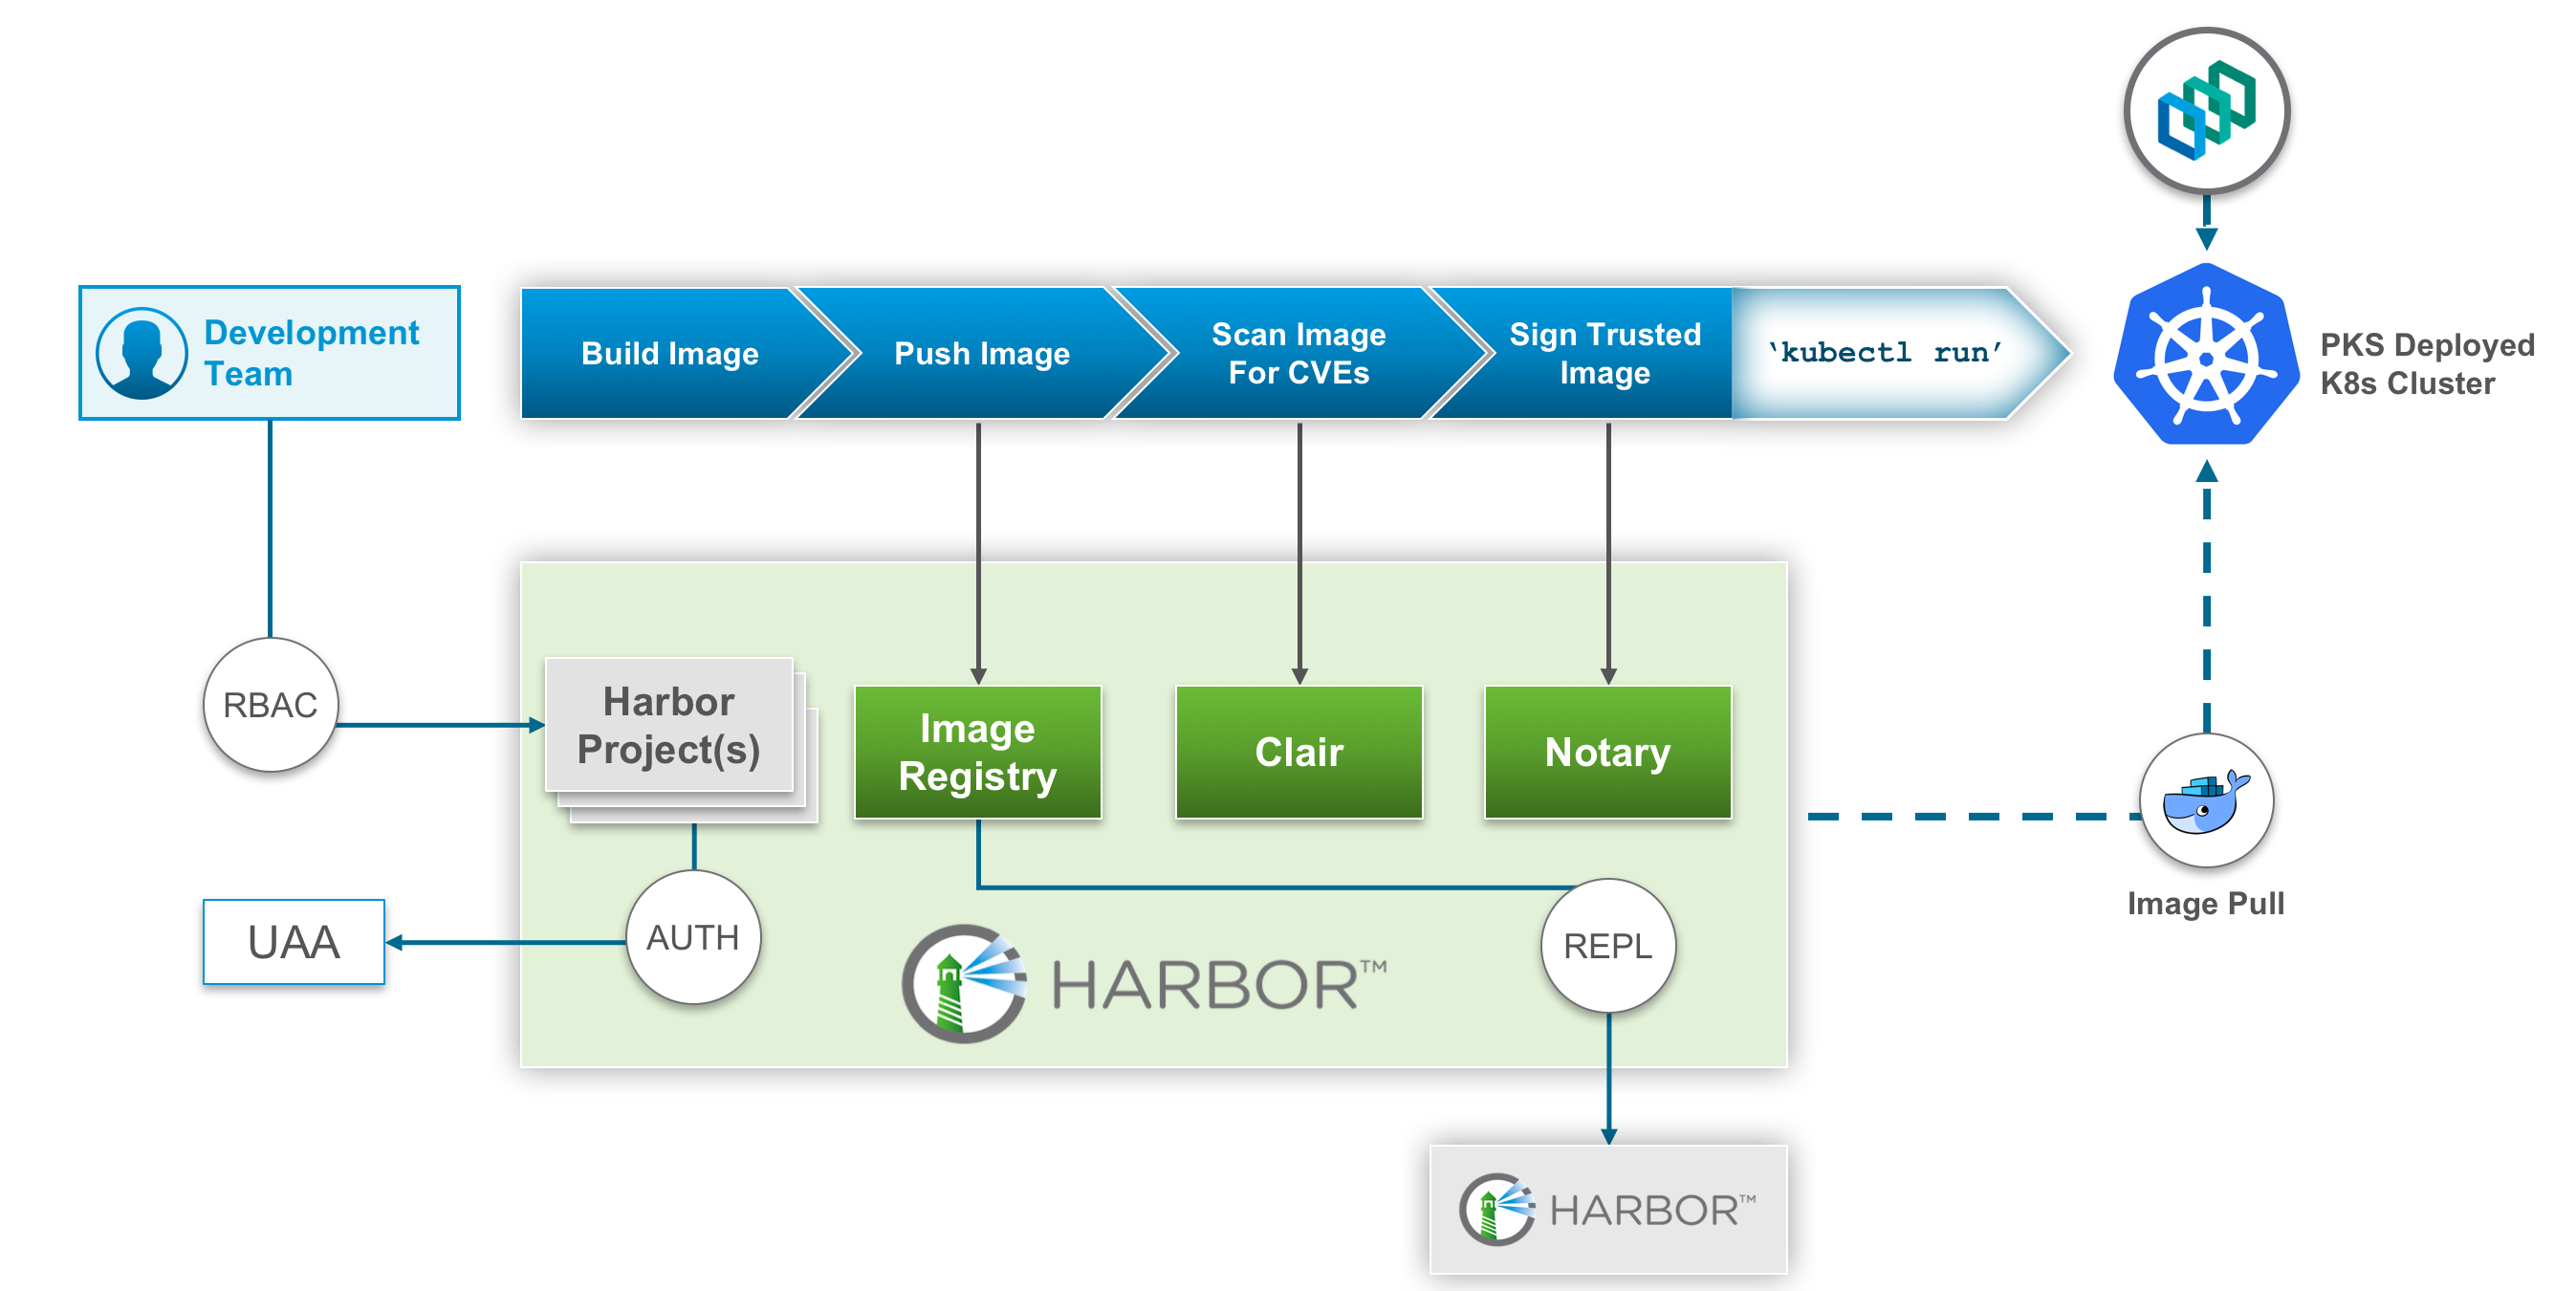 Development
Team
Build Image
Push Image
Scan Image
For CVEs
Sign Trusted
Image
‘kubectl run’
PKS Deployed
K8s Cluster
RBAC
Harbor
Project(s)
Image
Registry
Clair
Notary
UAA
AUTH
HARBOR™
REPL
Image Pull
HARBOR™